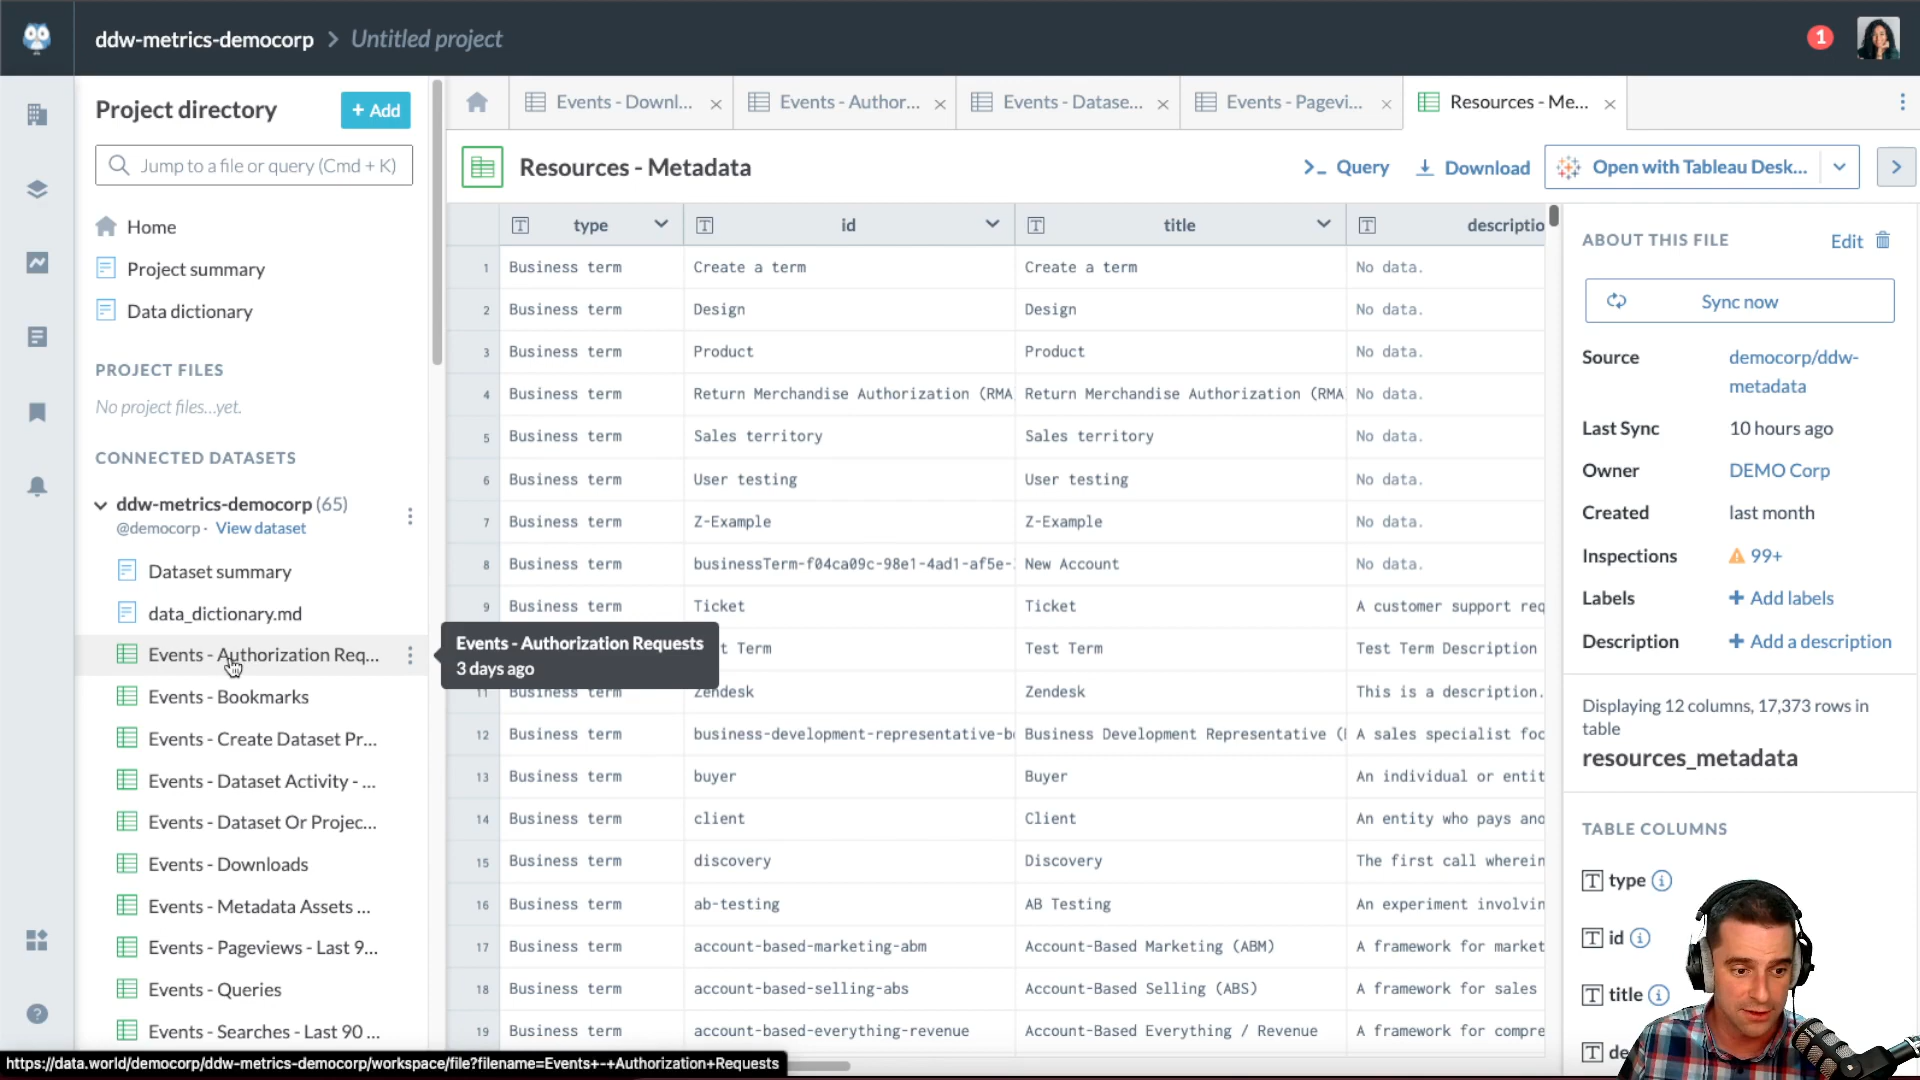 ddw-metrics-democorp > Untitled project
1
Project directory
+ Add
Jump to a file or query (Cmd + K)
Home
Project summary
Data dictionary
PROJECT FILES
No project files...yet.
CONNECTED DATASETS
ddw-metrics-democorp (65)
@democorp · View dataset
Dataset summary
data_dictionary.md
Events - Authorization Req...
Events - Bookmarks
Events - Create Dataset Pr...
Events - Dataset Activity - ...
Events - Dataset Or Projec...
Events - Downloads
Events - Metadata Assets ...
Events - Pageviews - Last 9...
Events - Queries
Events - Searches - Last 90 ...
https://data.world/democorp/ddw-metrics-democorp/workspace/file?filename=Events+-+Authorization+Requests
Events - Authorization Requests
3 days ago
Events - Downl...
Events - Author...
Events - Datase...
Events - Pagevi...
Resources - Me...
Resources - Metadata
Query
Download
Open with Tableau Desk...
type id title descriptio
1 Business term Create a term Create a term No data.
2 Business term Design Design No data.
3 Business term Product Product No data.
4 Business term Return Merchandise Authorization (RMA Return Merchandise Authorization (RMA No data.
5 Business term Sales territory Sales territory No data.
6 Business term User testing User testing No data.
7 Business term Z-Example Z-Example No data.
8 Business term businessTerm-f04ca09c-98e1-4ad1-af5e- New Account No data.
9 Business term Ticket Ticket A customer support req
t Term Test Term Test Term Description
11 Business term Zendesk Zendesk This is a description.
12 Business term business-development-representative-b Business Development Representative ( A sales specialist foc
13 Business term buyer Buyer An individual or entit
14 Business term client Client An entity who pays ano
15 Business term discovery Discovery The first call wherein
16 Business term ab-testing AB Testing An experiment involvin
17 Business term account-based-marketing-abm Account-Based Marketing (ABM) A framework for market
18 Business term account-based-selling-abs Account-Based Selling (ABS) A framework for sales
19 Business term account-based-everything-revenue Account-Based Everything / Revenue A framework for compre
ABOUT THIS FILE
Edit
Sync now
Source democorp/ddw-
metadata
Last Sync 10 hours ago
Owner DEMO Corp
Created last month
Inspections 99+
Labels + Add labels
Description + Add a description
Displaying 12 columns, 17,373 rows in
table
resources_metadata
TABLE COLUMNS
type
id
title
de